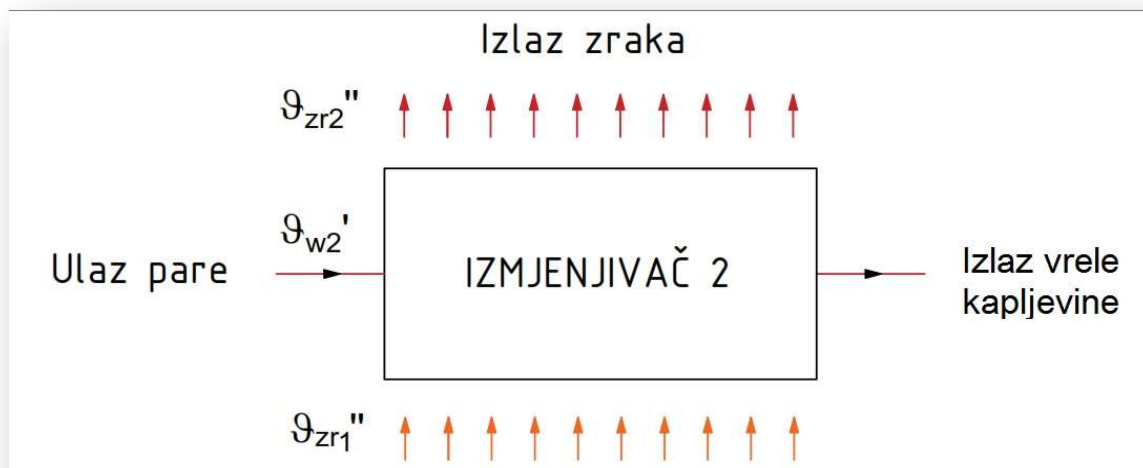 Izlaz zraka
ϑzr2"
ϑw2'
Ulaz pare
IZMJENJIVAČ 2
Izlaz vrele
kapljevine
ϑzr1"